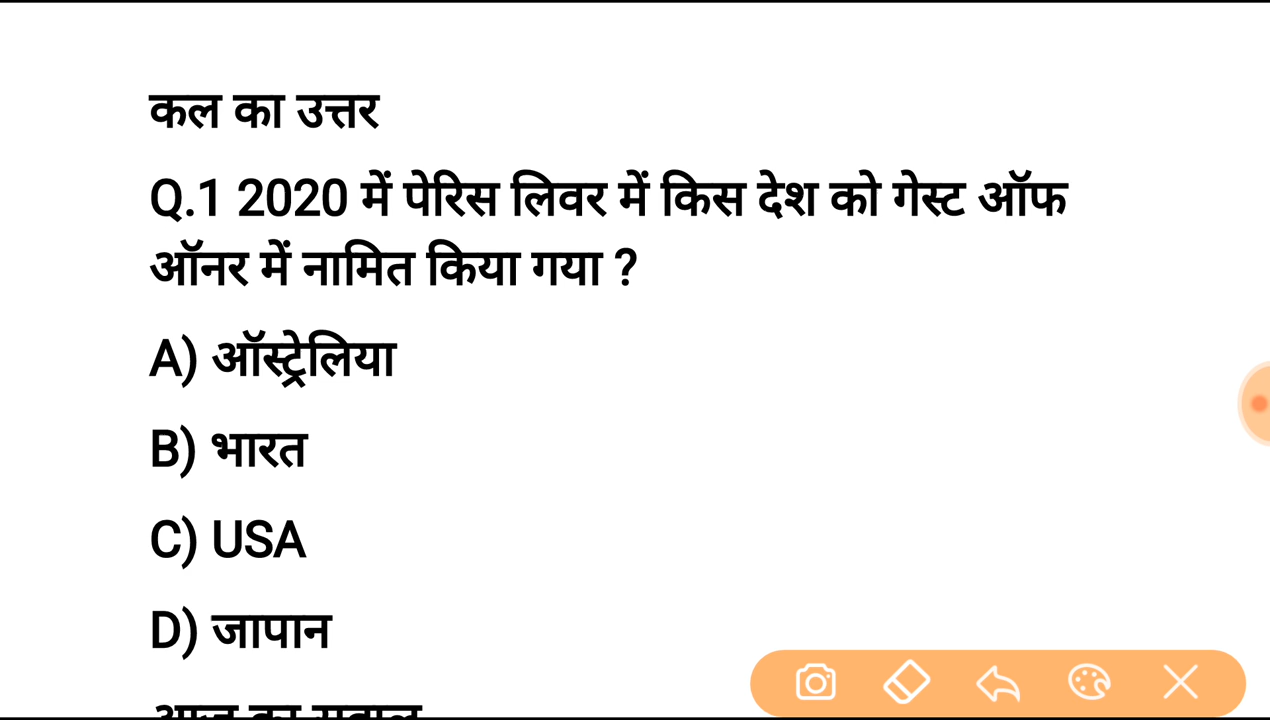 कल का उत्तर
Q.1 2020 में पेरिस लिवर में किस देश को गेस्ट ऑफ
ऑनर में नामित किया गया ?
A) ऑस्ट्रेलिया
B) भारत
C) USA
D) जापान